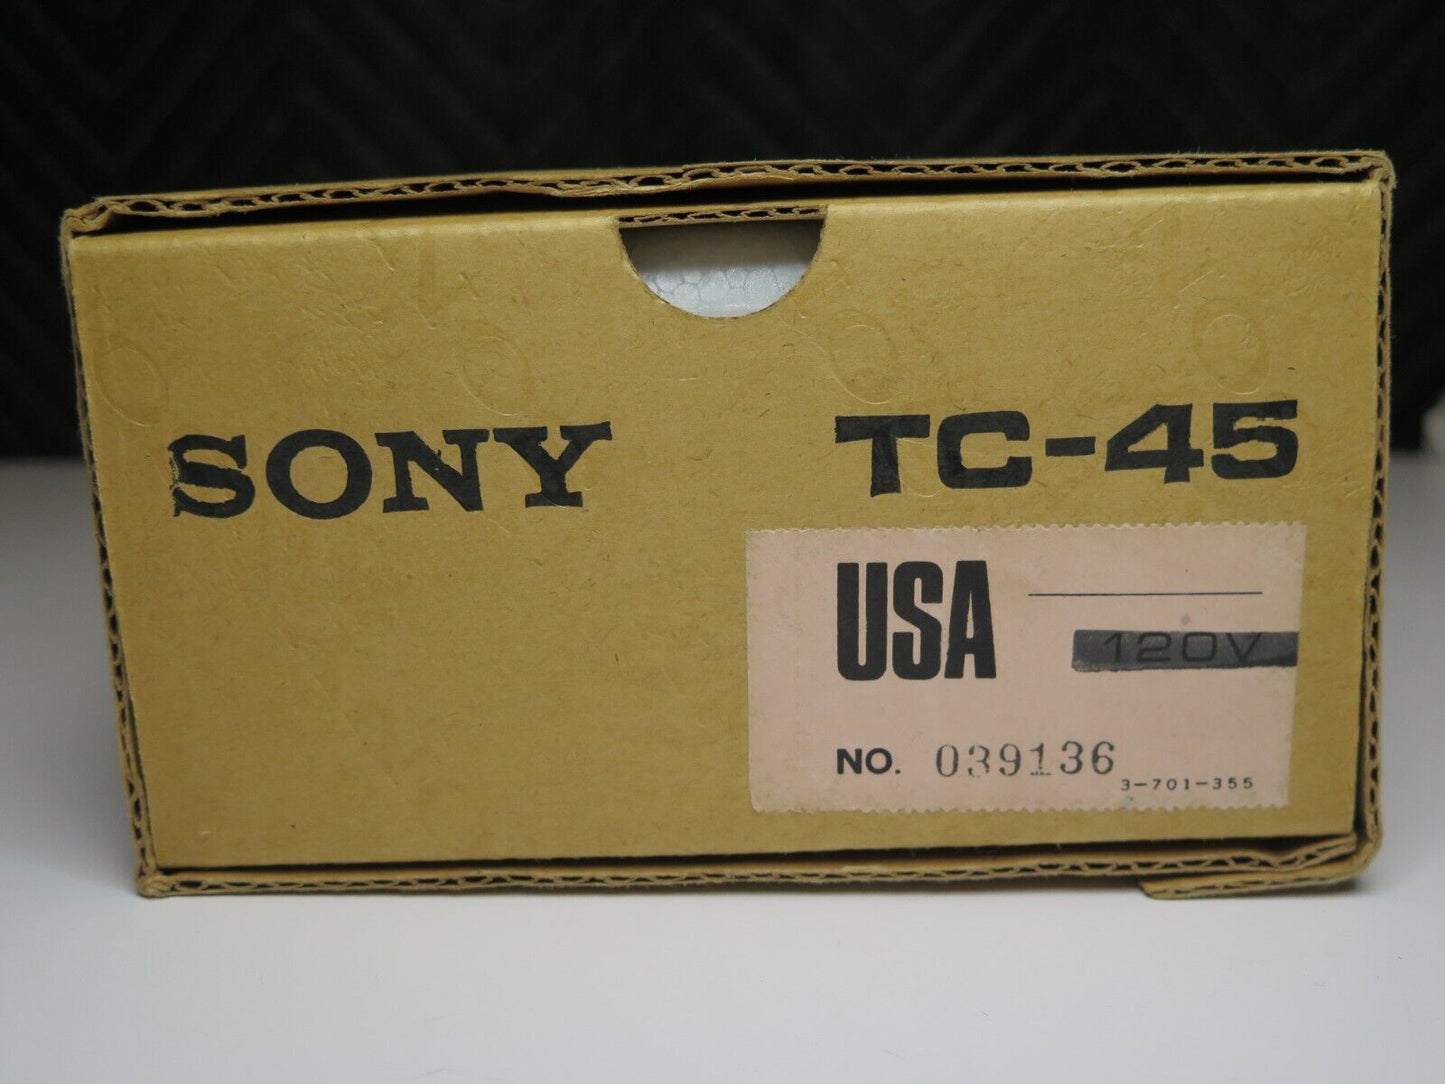 SONY TC-45
USA
120V
NO. 039136
3-701-355